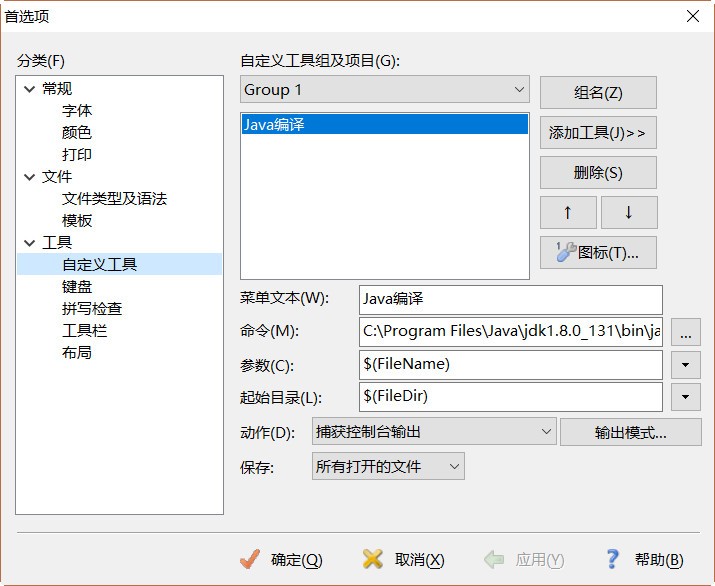 首选项
分类(F)
常规
字体
颜色
打印
文件
文件类型及语法
模板
工具
自定义工具
键盘
拼写检查
工具栏
布局
自定义工具组及项目(G):
Group 1
组名(Z)
Java编译
添加工具(J)>>
删除(S)
↑ ↓
图标(T)...
菜单文本(W): Java编译
命令(M): C:\Program Files\Java\jdk1.8.0_131\bin\ja ...
参数(C): $(FileName)
起始目录(L): $(FileDir)
动作(D): 捕获控制台输出 输出模式...
保存: 所有打开的文件
确定(Q) 取消(X) 应用(Y) ? 帮助(B)